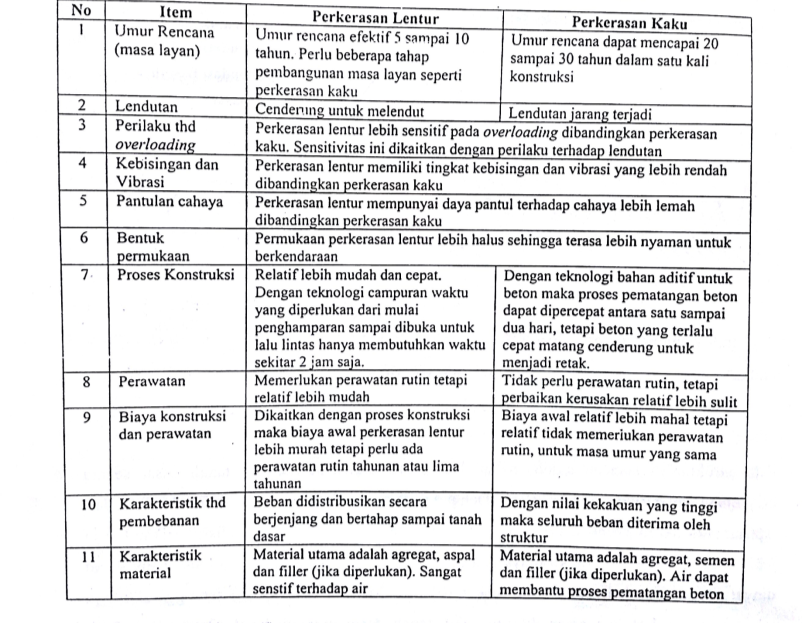 No Item Perkerasan Lentur Perkerasan Kaku
1 Umur Rencana (masa layan)
Umur rencana efektif 5 sampai 10
tahun. Perlu beberapa tahap
pembangunan masa layan seperti
perkerasan kaku
Umur rencana dapat mencapai 20
sampai 30 tahun dalam satu kali
konstruksi
2 Lendutan
Cenderung untuk melendut
Lendutan jarang terjadi
3 Perilaku thd
overloading
Perkerasan lentur lebih sensitif pada overloading dibandingkan perkerasan
kaku. Sensitivitas ini dikaitkan dengan perilaku terhadap lendutan
4 Kebisingan dan
Vibrasi
Perkerasan lentur memiliki tingkat kebisingan dan vibrasi yang lebih rendah
dibandingkan perkerasan kaku
5 Pantulan cahaya
Perkerasan lentur mempunyai daya pantul terhadap cahaya lebih lemah
dibandingkan perkerasan kaku
6 Bentuk
permukaan
Permukaan perkerasan lentur lebih halus sehingga terasa lebih nyaman untuk
berkendaraan
7 Proses Konstruksi
Relatif lebih mudah dan cepat.
Dengan teknologi campuran waktu
yang diperlukan dari mulai
penghamparan sampai dibuka untuk
lalu lintas hanya membutuhkan waktu
sekitar 2 jam saja.
Dengan teknologi bahan aditif untuk
beton maka proses pematangan beton
dapat dipercepat antara satu sampai
dua hari, tetapi beton yang terlalu
cepat matang cenderung untuk
menjadi retak.
8 Perawatan
Memerlukan perawatan rutin tetapi
relatif lebih mudah
Tidak perlu perawatan rutin, tetapi
perbaikan kerusakan relatif lebih sulit
9 Biaya konstruksi
dan perawatan
Dikaitkan dengan proses konstruksi
maka biaya awal perkerasan lentur
lebih murah tetapi perlu ada
perawatan rutin tahunan atau lima
tahunan
Biaya awal relatif lebih mahal tetapi
relatif tidak memeriukan perawatan
rutin, untuk masa umur yang sama
10 Karakteristik thd
pembebanan
Beban didistribusikan secara
berjenjang dan bertahap sampai tanah
dasar
Dengan nilai kekakuan yang tinggi
maka seluruh beban diterima oleh
struktur
11 Karakteristik
material
Material utama adalah agregat, aspal
dan filler (jika diperlukan). Sangat
senstif terhadap air
Material utama adalah agregat, semen
dan filler (jika diperlukan). Air dapat
membantu proses pematangan beton